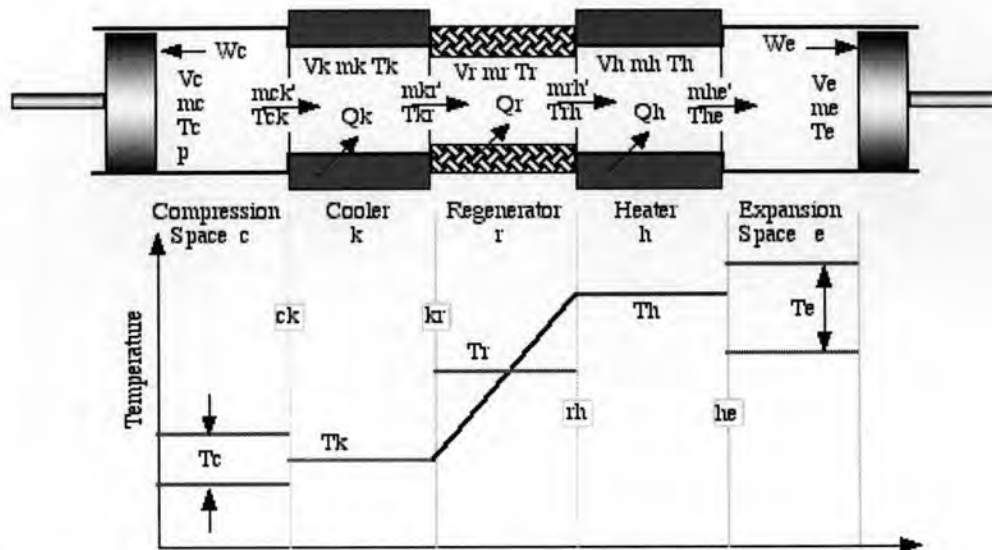 Wc
We
Vc
mc
Tc
p
Vk mk Tk
Vr mr Tr
Vh mh Th
Ve
me
Te
mck'
Tck
mkr'
Tkr
mrh'
Trh
mhe'
The
Qk
Qr
Qh
Compression
Space c
Cooler
k
Regenerator
r
Heater
h
Expansion
Space e
Temperature
ck
kr
rh
he
Tc
Tk
Tr
Th
Te